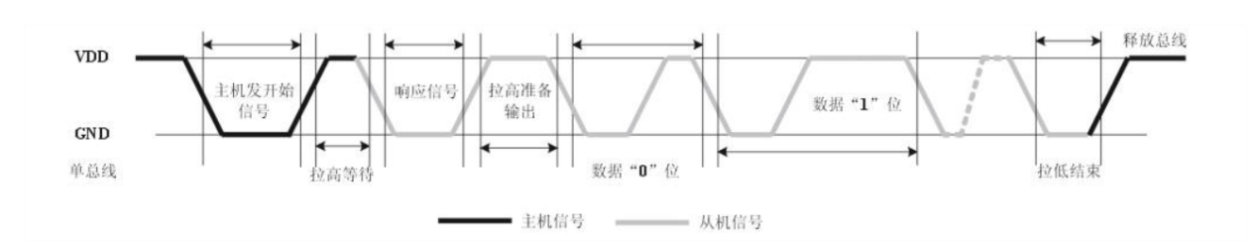 VDD
释放总线
主机发开始
信号
响应信号
拉高准备
输出
数据“1”位
GND
单总线
拉高等待
数据“0”位
拉低结束
主机信号
从机信号